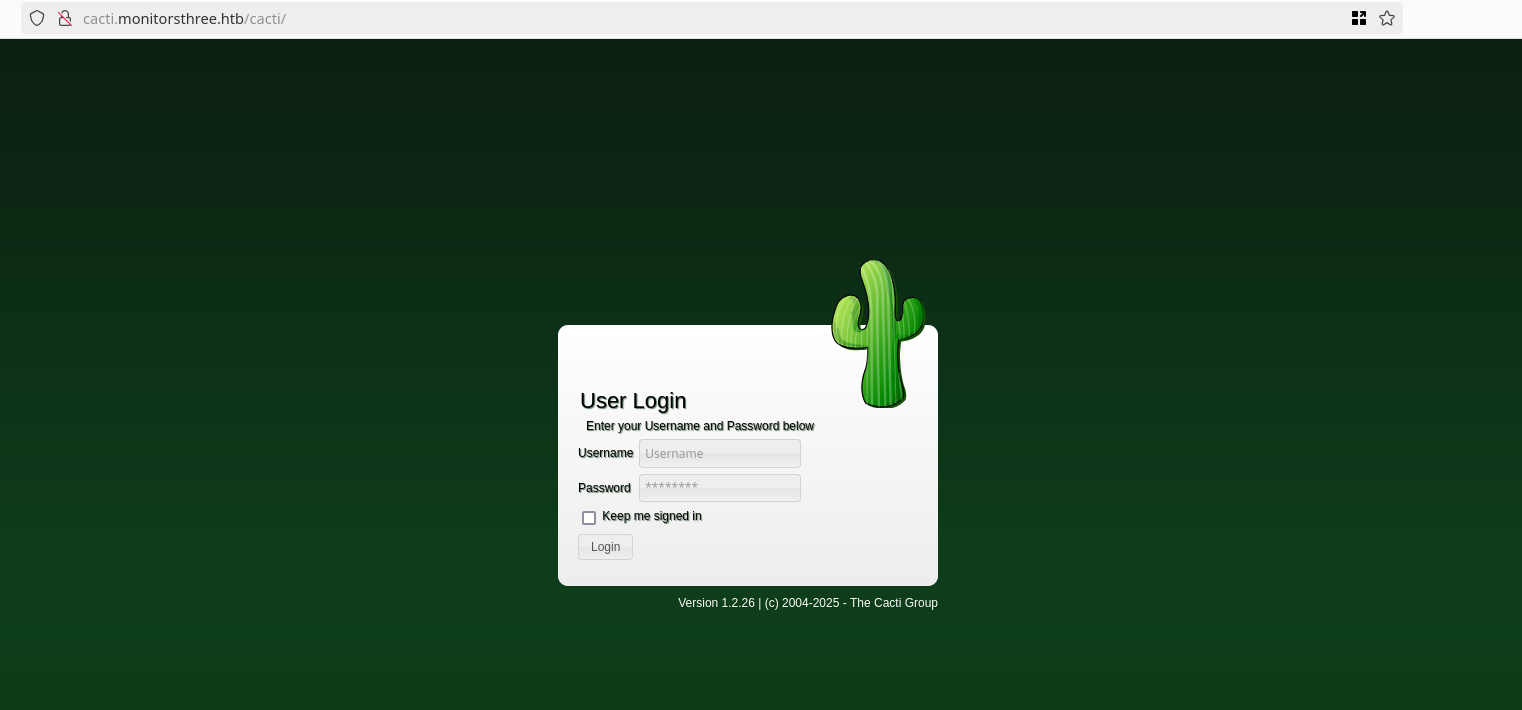 cacti.monitorsthree.htb/cacti/
User Login
Enter your Username and Password below
Username Username
Password ********
Keep me signed in
Login
Version 1.2.26 | (c) 2004-2025 - The Cacti Group